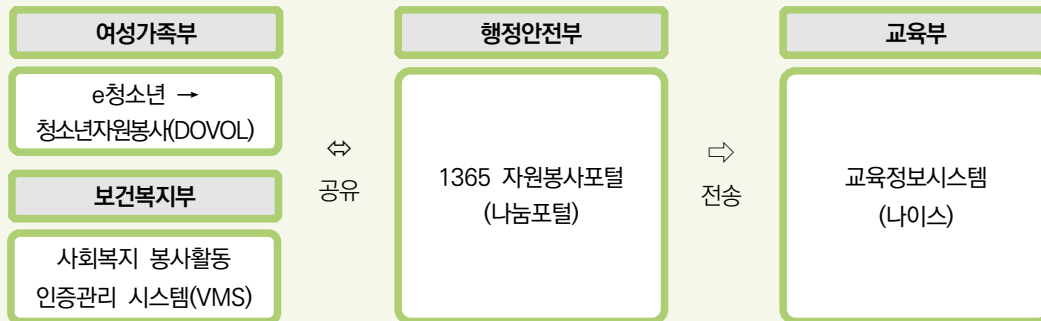 여성가족부
e청소년 →
청소년자원봉사(DOVOL)
보건복지부
사회복지 봉사활동
인증관리 시스템(VMS)
⇔
공유
행정안전부
1365 자원봉사포털
(나눔포털)
⇨
전송
교육부
교육정보시스템
(나이스)